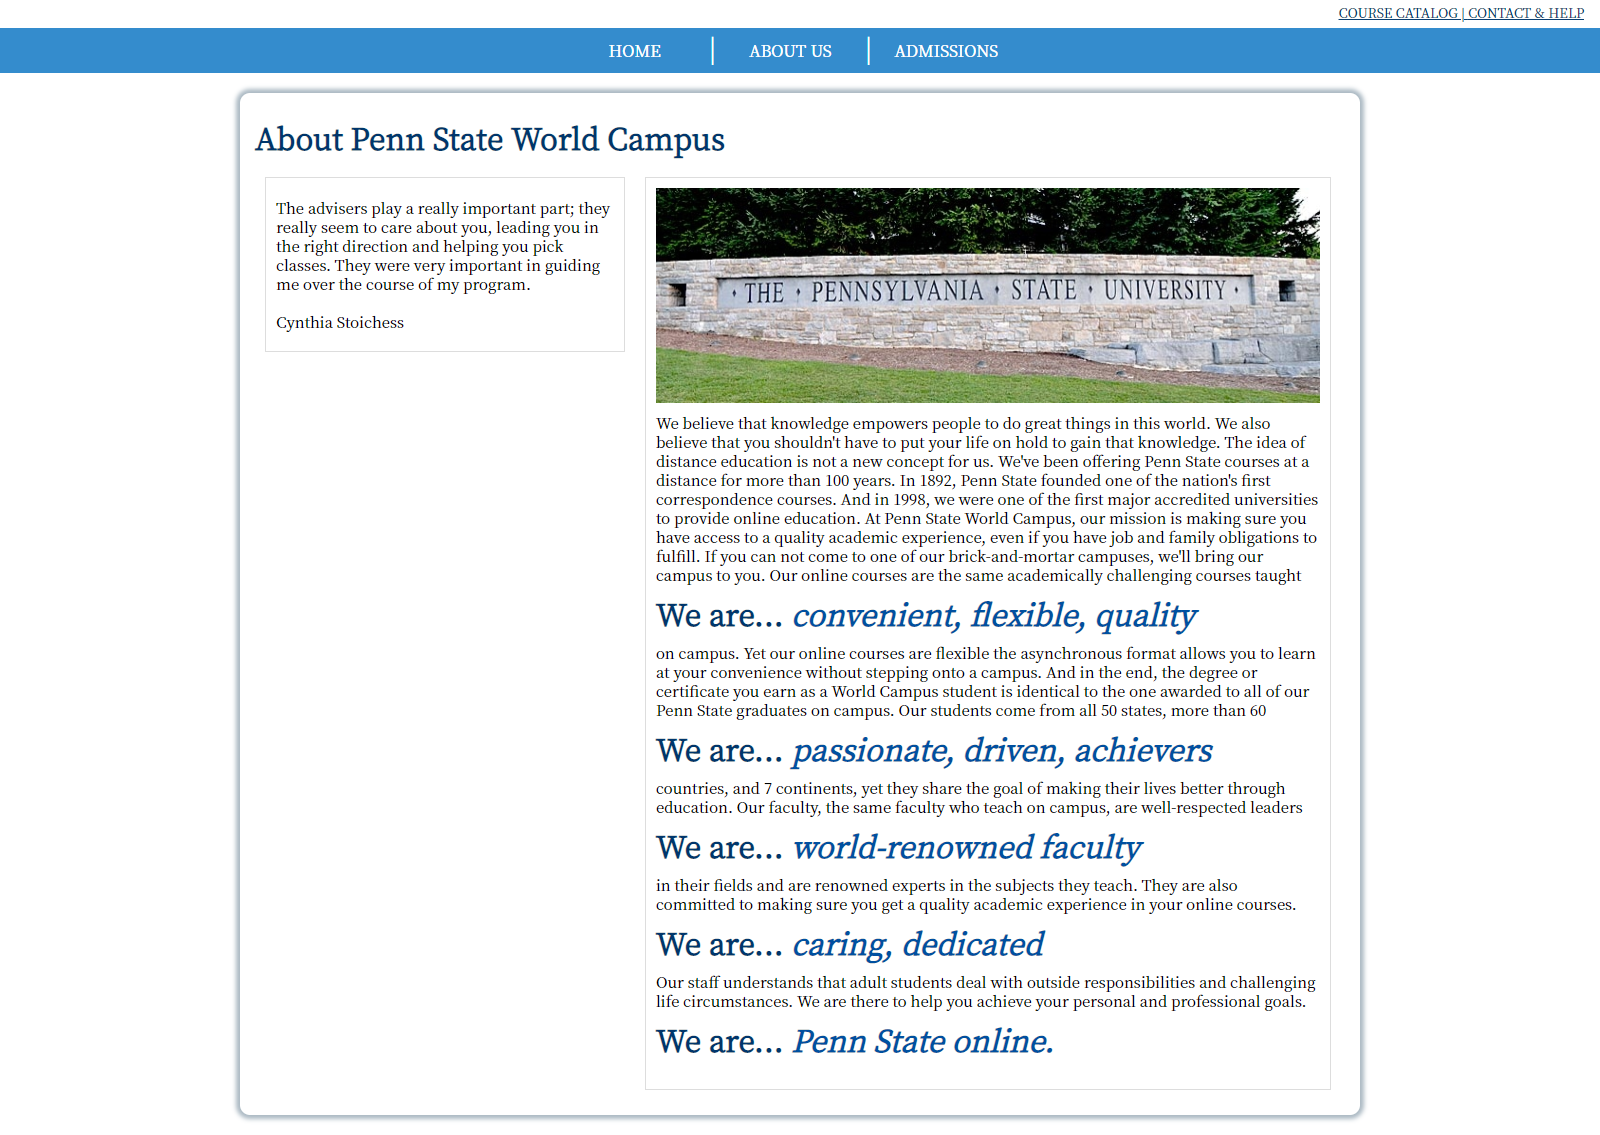 COURSE CATALOG | CONTACT & HELP
HOME
ABOUT US
ADMISSIONS
About Penn State World Campus
The advisers play a really important part; they
really seem to care about you, leading you in
the right direction and helping you pick
classes. They were very important in guiding
me over the course of my program.
Cynthia Stoichess
THE PENNSYLVANIA STATE UNIVERSITY
We believe that knowledge empowers people to do great things in this world. We also
believe that you shouldn't have to put your life on hold to gain that knowledge. The idea of
distance education is not a new concept for us. We've been offering Penn State courses at a
distance for more than 100 years. In 1892, Penn State founded one of the nation's first
correspondence courses. And in 1998, we were one of the first major accredited universities
to provide online education. At Penn State World Campus, our mission is making sure you
have access to a quality academic experience, even if you have job and family obligations to
fulfill. If you can not come to one of our brick-and-mortar campuses, we'll bring our
campus to you. Our online courses are the same academically challenging courses taught
We are... convenient, flexible, quality
on campus. Yet our online courses are flexible the asynchronous format allows you to learn
at your convenience without stepping onto a campus. And in the end, the degree or
certificate you earn as a World Campus student is identical to the one awarded to all of our
Penn State graduates on campus. Our students come from all 50 states, more than 60
We are... passionate, driven, achievers
countries, and 7 continents, yet they share the goal of making their lives better through
education. Our faculty, the same faculty who teach on campus, are well-respected leaders
We are... world-renowned faculty
in their fields and are renowned experts in the subjects they teach. They are also
committed to making sure you get a quality academic experience in your online courses.
We are... caring, dedicated
Our staff understands that adult students deal with outside responsibilities and challenging
life circumstances. We are there to help you achieve your personal and professional goals.
We are... Penn State online.